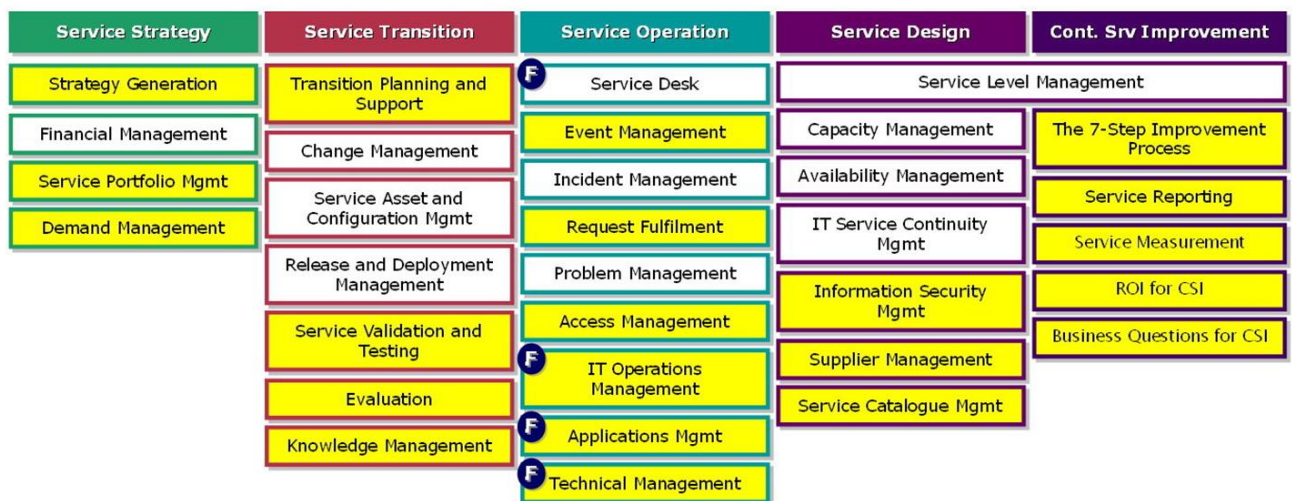 Service Strategy
Strategy Generation
Financial Management
Service Portfolio Mgmt
Demand Management
Service Transition
Transition Planning and
Support
Change Management
Service Asset and
Configuration Mgmt
Release and Deployment
Management
Service Validation and
Testing
Evaluation
Knowledge Management
Service Operation
F
Service Desk
Event Management
Incident Management
Request Fulfilment
Problem Management
Access Management
F
IT Operations
Management
F
Applications Mgmt
F
Technical Management
Service Design
Cont. Srv Improvement
Service Level Management
Capacity Management
Availability Management
IT Service Continuity
Mgmt
Information Security
Mgmt
Supplier Management
Service Catalogue Mgmt
The 7-Step Improvement
Process
Service Reporting
Service Measurement
ROI for CSI
Business Questions for CSI